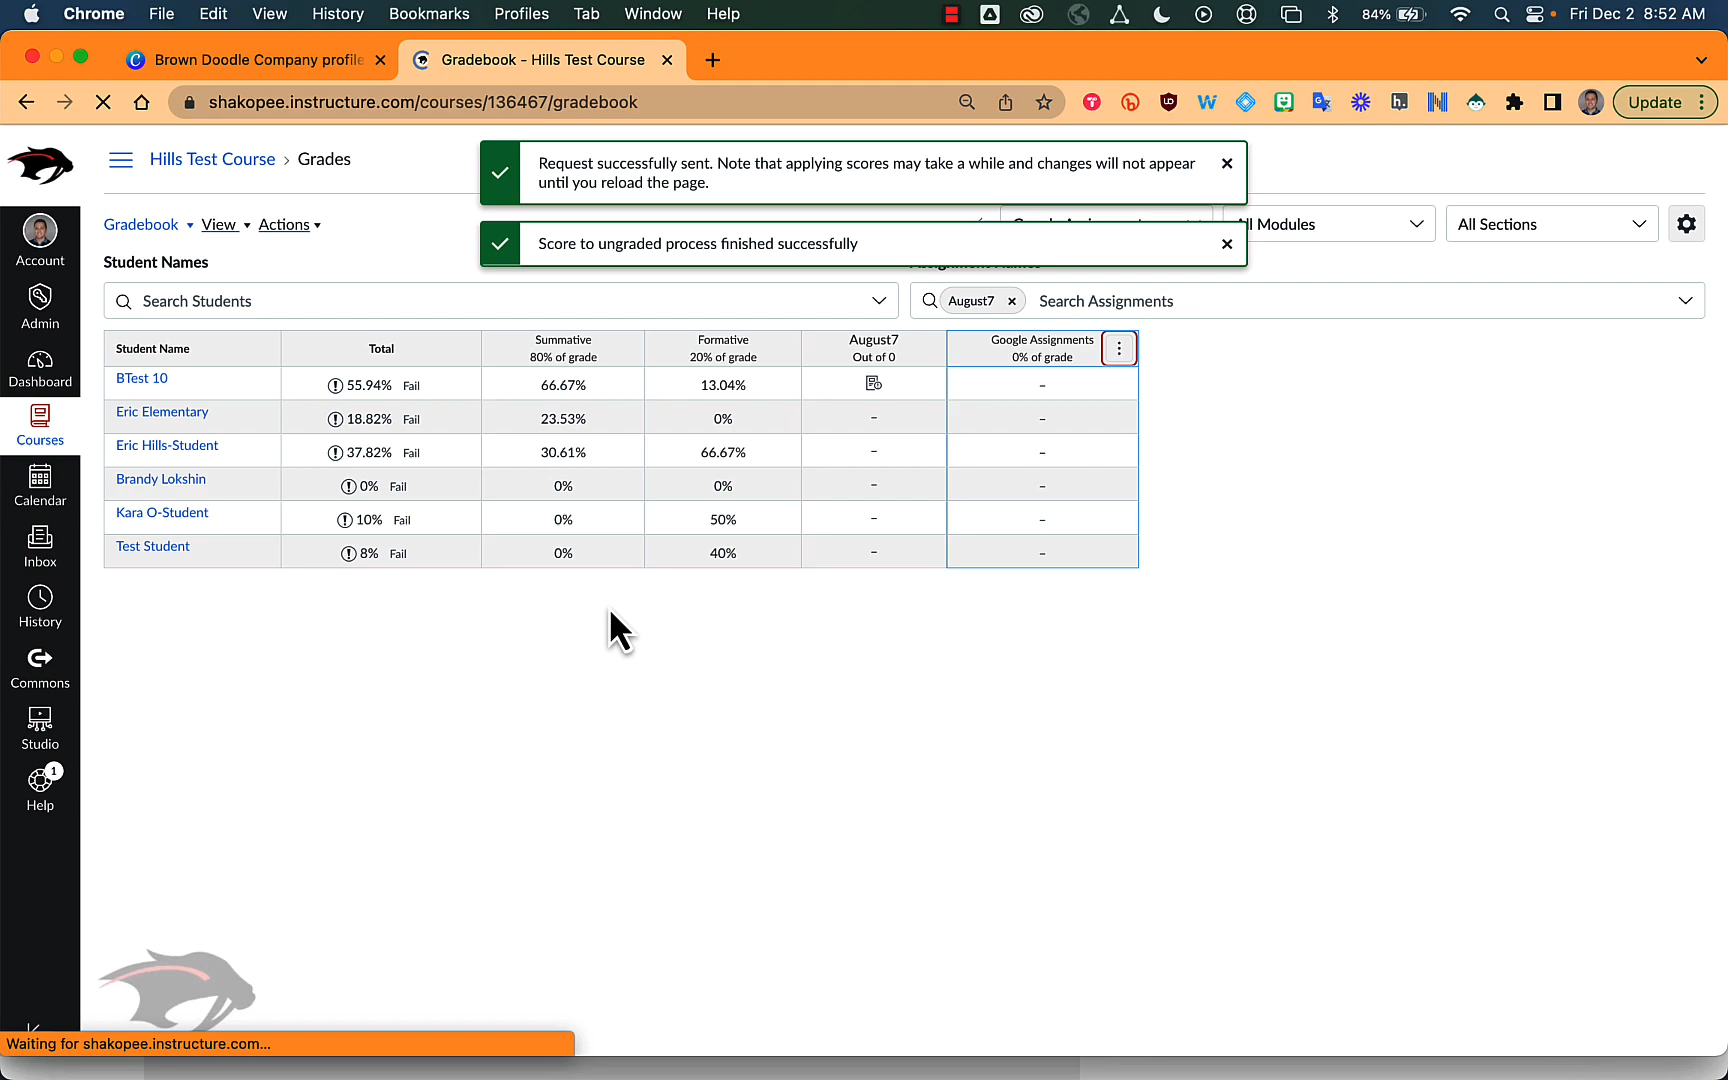 Chrome File Edit View History Bookmarks Profiles Tab Window Help 84% Fri Dec 2 8:52 AM
Brown Doodle Company profile
Gradebook - Hills Test Course
shakopee.instructure.com/courses/136467/gradebook
Update
Hills Test Course › Grades
Request successfully sent. Note that applying scores may take a while and changes will not appear
until you reload the page.
Score to ungraded process finished successfully
Gradebook View Actions
Modules
All Sections
Student Names
Search Students
August7
Search Assignments
Student Name Total Summative Formative August7 Google Assignments
80% of grade 20% of grade Out of 0 0% of grade
BTest 10 55.94% Fail 66.67% 13.04% –
Eric Elementary 18.82% Fail 23.53% 0% – –
Eric Hills-Student 37.82% Fail 30.61% 66.67% – –
Brandy Lokshin 0% Fail 0% 0% – –
Kara O-Student 10% Fail 0% 50% – –
Test Student 8% Fail 0% 40% – –
Account
Admin
Dashboard
Courses
Calendar
Inbox
History
Commons
Studio
1
Help
Waiting for shakopee.instructure.com...